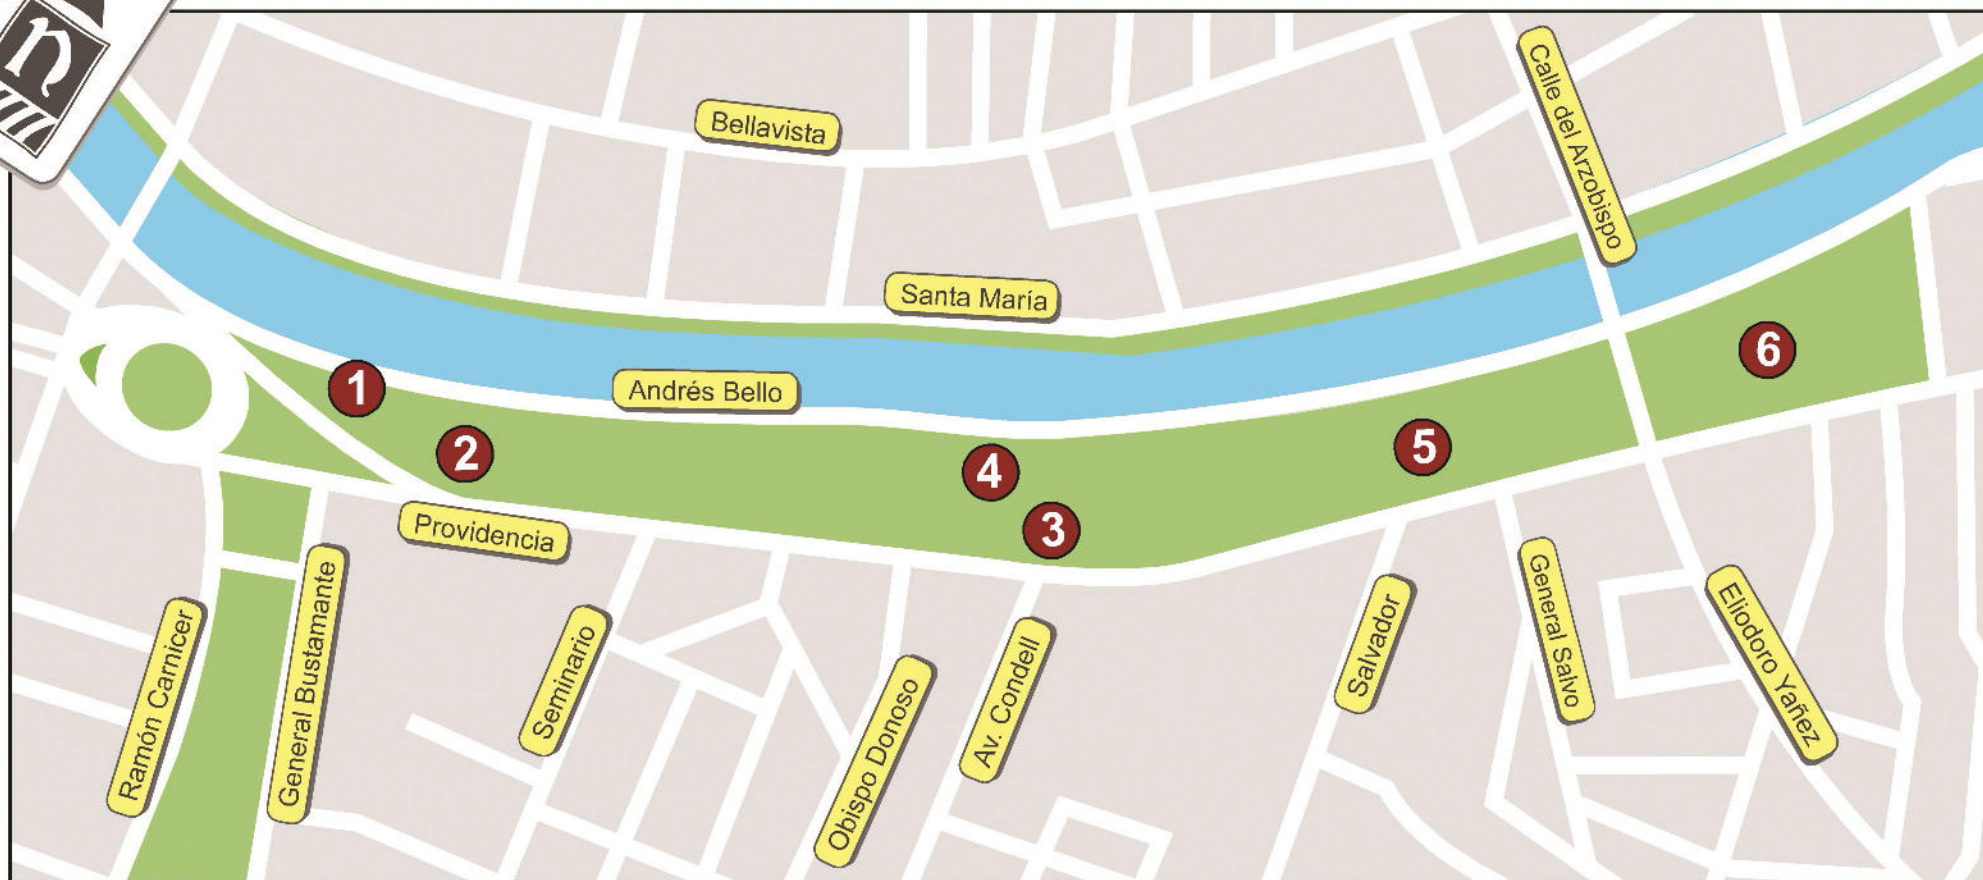 n
Bellavista
Calle del Arzobispo
Santa María
Andrés Bello
1
2
3
4
5
6
Providencia
Ramón Carnicer
General Bustamante
Seminario
Obispo Donoso
Av. Condell
Salvador
General Salvo
Eliodoro Yañez